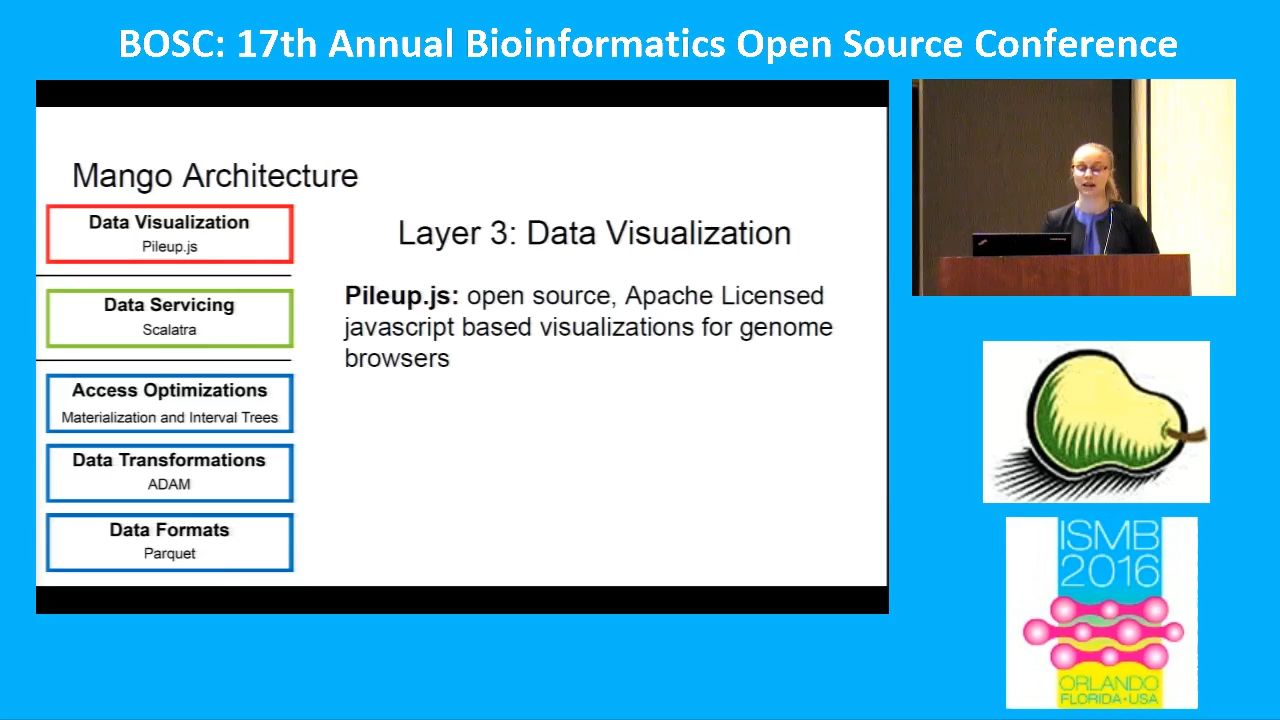 BOSC: 17th Annual Bioinformatics Open Source Conference
Mango Architecture
Data Visualization
Pileup.js
Data Servicing
Scalatra
Access Optimizations
Materialization and Interval Trees
Data Transformations
ADAM
Data Formats
Parquet
Layer 3: Data Visualization
Pileup.js: open source, Apache Licensed
javascript based visualizations for genome
browsers
ISMB
2016
ORLANDO
FLORIDA • USA